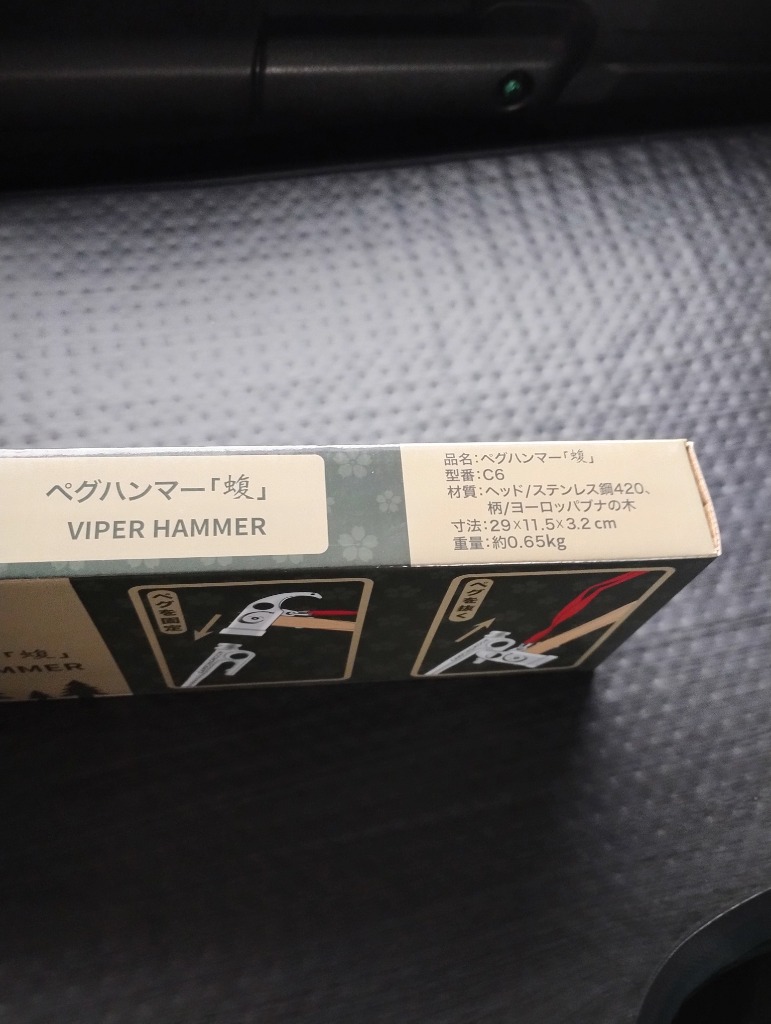 ペグハンマー「蝮」
VIPER HAMMER
品名:ペグハンマー「蝮」
型番:C6
材質:ヘッド/ステンレス鋼420、
柄/ヨーロッパブナの木
寸法:29×11.5×3.2cm
重量:約0.65kg
ペグを固定
ペグを抜く
「蝮」
MMER